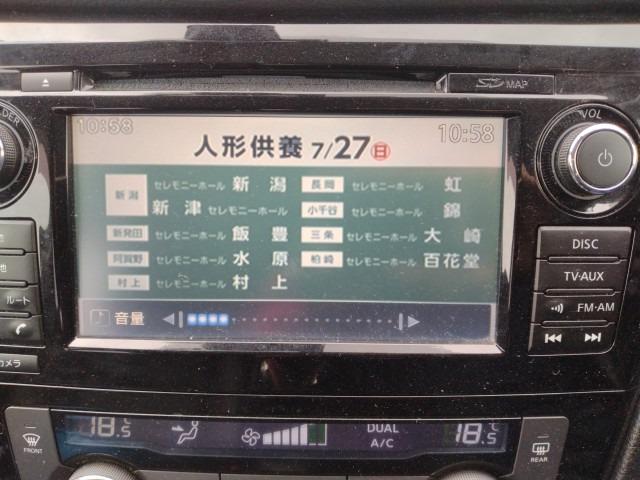 SD MAP
VOL
10:58 10:58
人形供養 7/27(日)
新潟 セレモニーホール 新潟
新津 セレモニーホール
新発田 セレモニーホール 飯豊
阿賀野 セレモニーホール 水原
村上 セレモニーホール 村上
長岡 セレモニーホール 虹
小千谷 セレモニーホール 錦
三条 セレモニーホール 大崎
柏崎 セレモニーホール 百花堂
音量
DISC
TV·AUX
FM·AM
ルート
カメラ
18.5℃
DUAL
A/C
18.5℃
FRONT
REAR